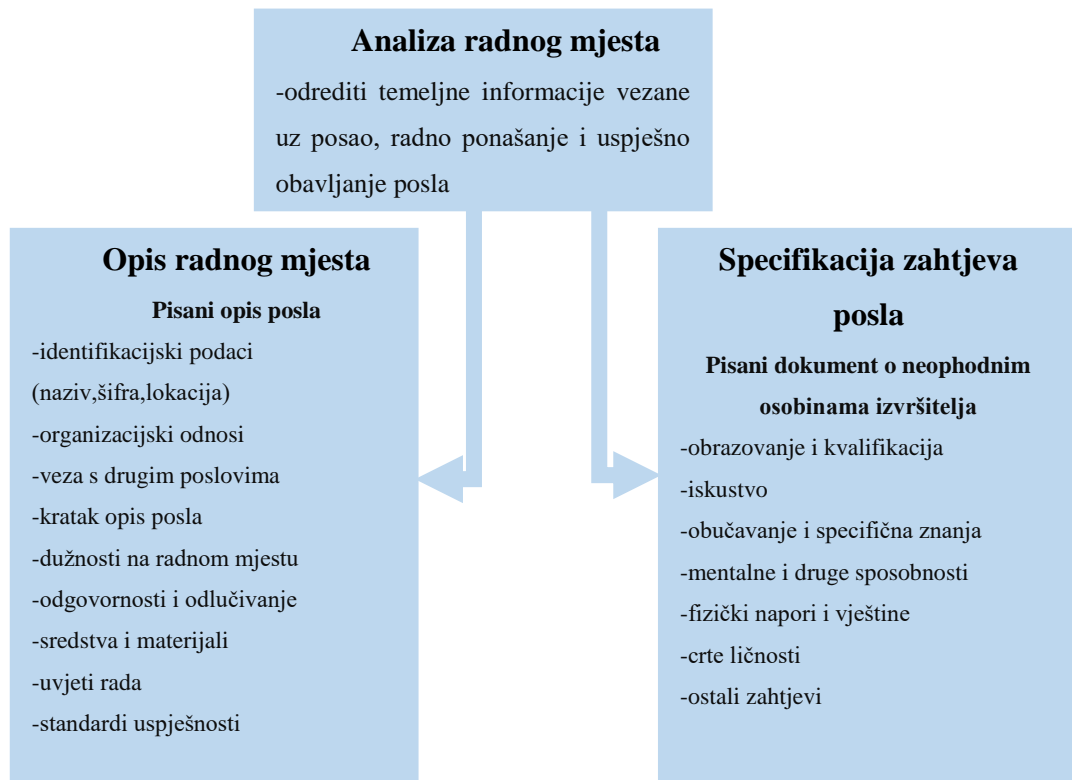 Analiza radnog mjesta
-odrediti temeljne informacije vezane
uz posao, radno ponašanje i uspješno
obavljanje posla
Opis radnog mjesta
Pisani opis posla
-identifikacijski podaci
(naziv,šifra,lokacija)
-organizacijski odnosi
-veza s drugim poslovima
-kratak opis posla
-dužnosti na radnom mjestu
-odgovornosti i odlučivanje
-sredstva i materijali
-uvjeti rada
-standardi uspješnosti
Specifikacija zahtjeva
posla
Pisani dokument o neophodnim
osobinama izvršitelja
-obrazovanje i kvalifikacija
-iskustvo
-obučavanje i specifična znanja
-mentalne i druge sposobnosti
-fizički napori i vještine
-crte ličnosti
-ostali zahtjevi